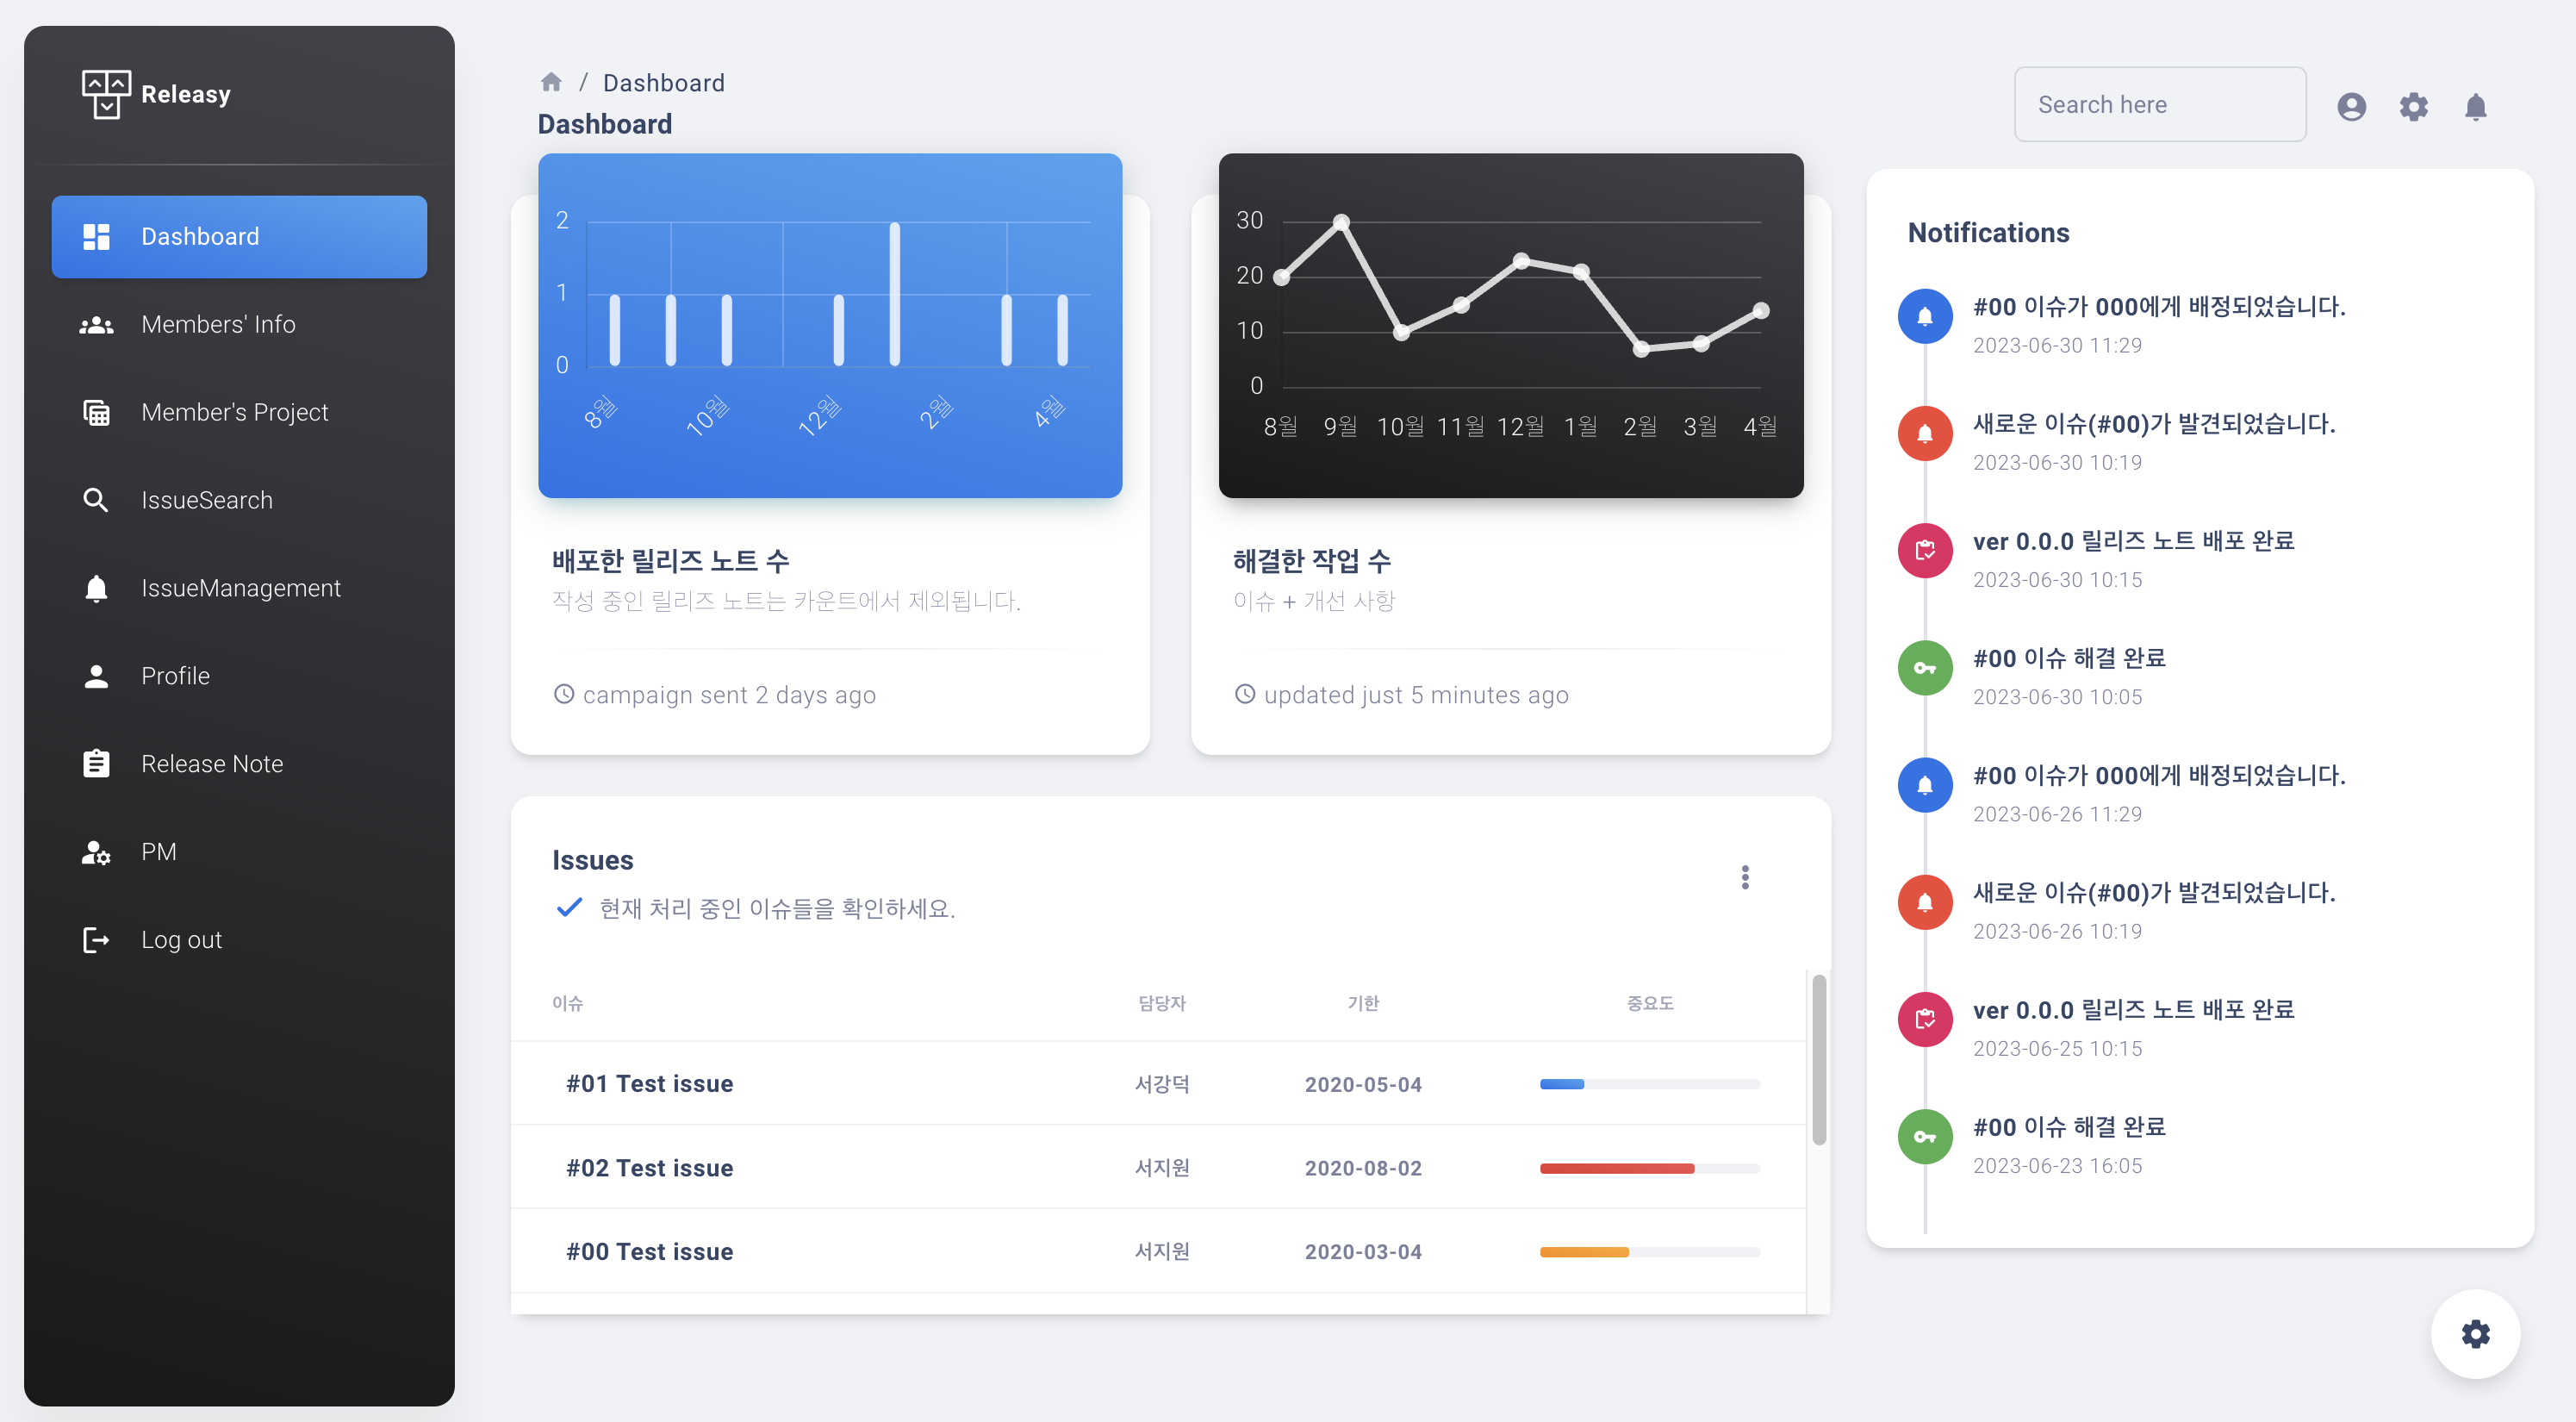 Releasy
Dashboard
Members' Info
Member's Project
IssueSearch
IssueManagement
Profile
Release Note
PM
Log out
/ Dashboard
Dashboard
Search here
2
1
0
8월 10월 12월 2월 4월
배포한 릴리즈 노트 수
작성 중인 릴리즈 노트는 카운트에서 제외됩니다.
campaign sent 2 days ago
30
20
10
0
8월 9월 10월 11월 12월 1월 2월 3월 4월
해결한 작업 수
이슈 + 개선 사항
updated just 5 minutes ago
Issues
현재 처리 중인 이슈들을 확인하세요.
이슈 담당자 기한 중요도
#01 Test issue 서강덕 2020-05-04
#02 Test issue 서지원 2020-08-02
#00 Test issue 서지원 2020-03-04
Notifications
#00 이슈가 000에게 배정되었습니다.
2023-06-30 11:29
새로운 이슈(#00)가 발견되었습니다.
2023-06-30 10:19
ver 0.0.0 릴리즈 노트 배포 완료
2023-06-30 10:15
#00 이슈 해결 완료
2023-06-30 10:05
#00 이슈가 000에게 배정되었습니다.
2023-06-26 11:29
새로운 이슈(#00)가 발견되었습니다.
2023-06-26 10:19
ver 0.0.0 릴리즈 노트 배포 완료
2023-06-25 10:15
#00 이슈 해결 완료
2023-06-23 16:05